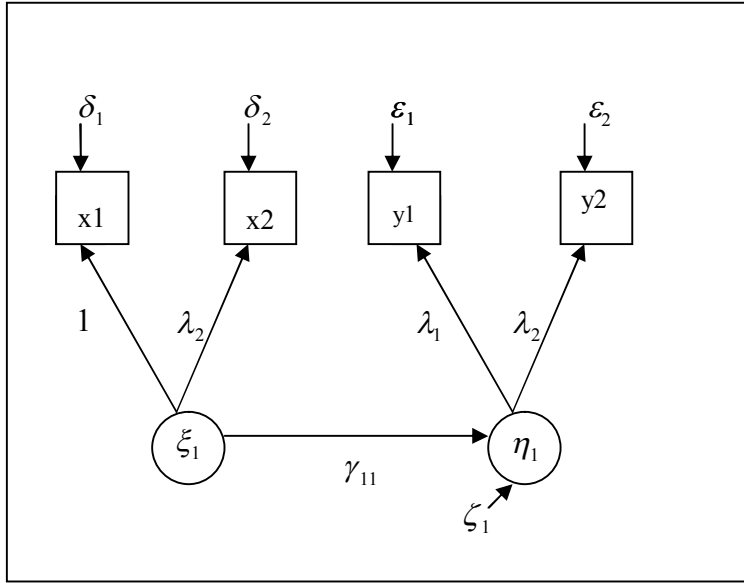 δ₁ δ₂ ε₁ ε₂
x1 x2 y1 y2
1 λ₂ λ₁ λ₂
ξ₁ η₁
γ₁₁
ζ₁